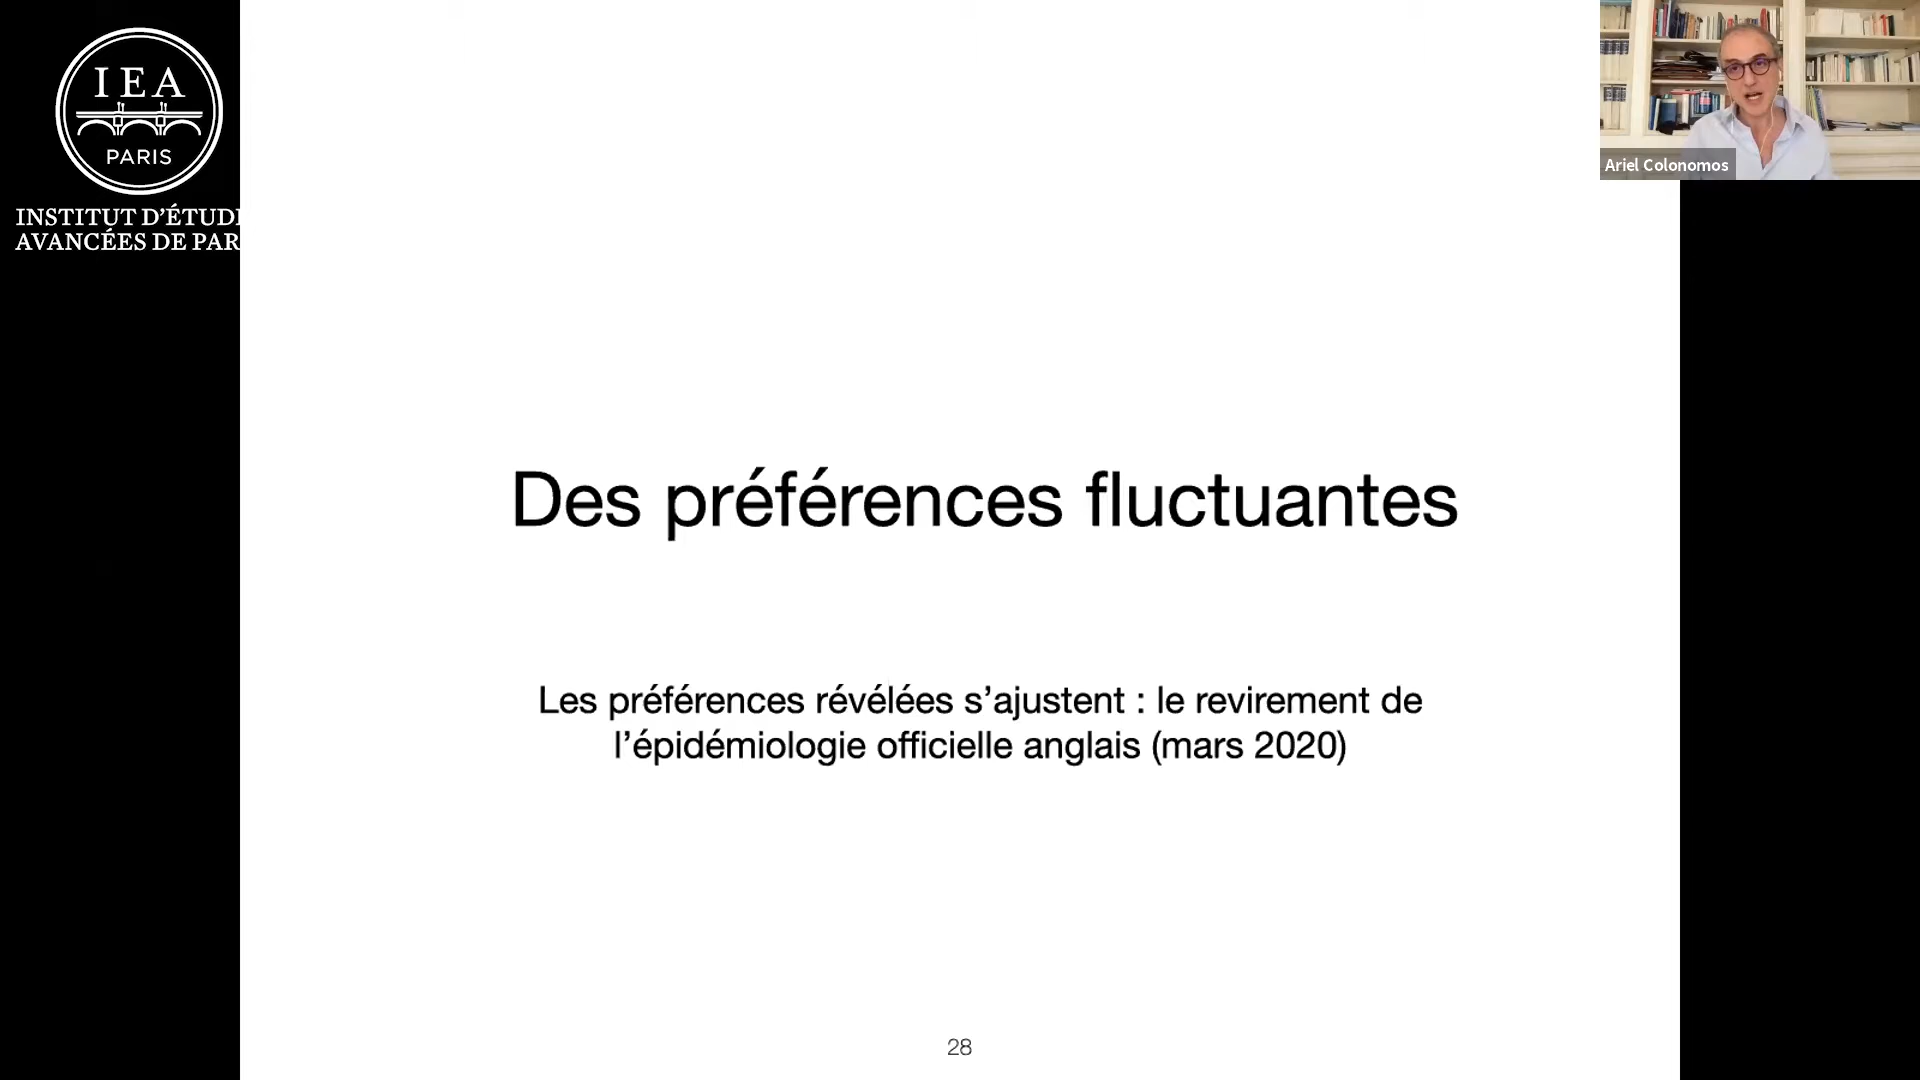 IEA
PARIS
INSTITUT D'ÉTUD
AVANCÉES DE PAR
Ariel Colonomos
Des préférences fluctuantes
Les préférences révélées s’ajustent : le revirement de
l’épidémiologie officielle anglais (mars 2020)
28